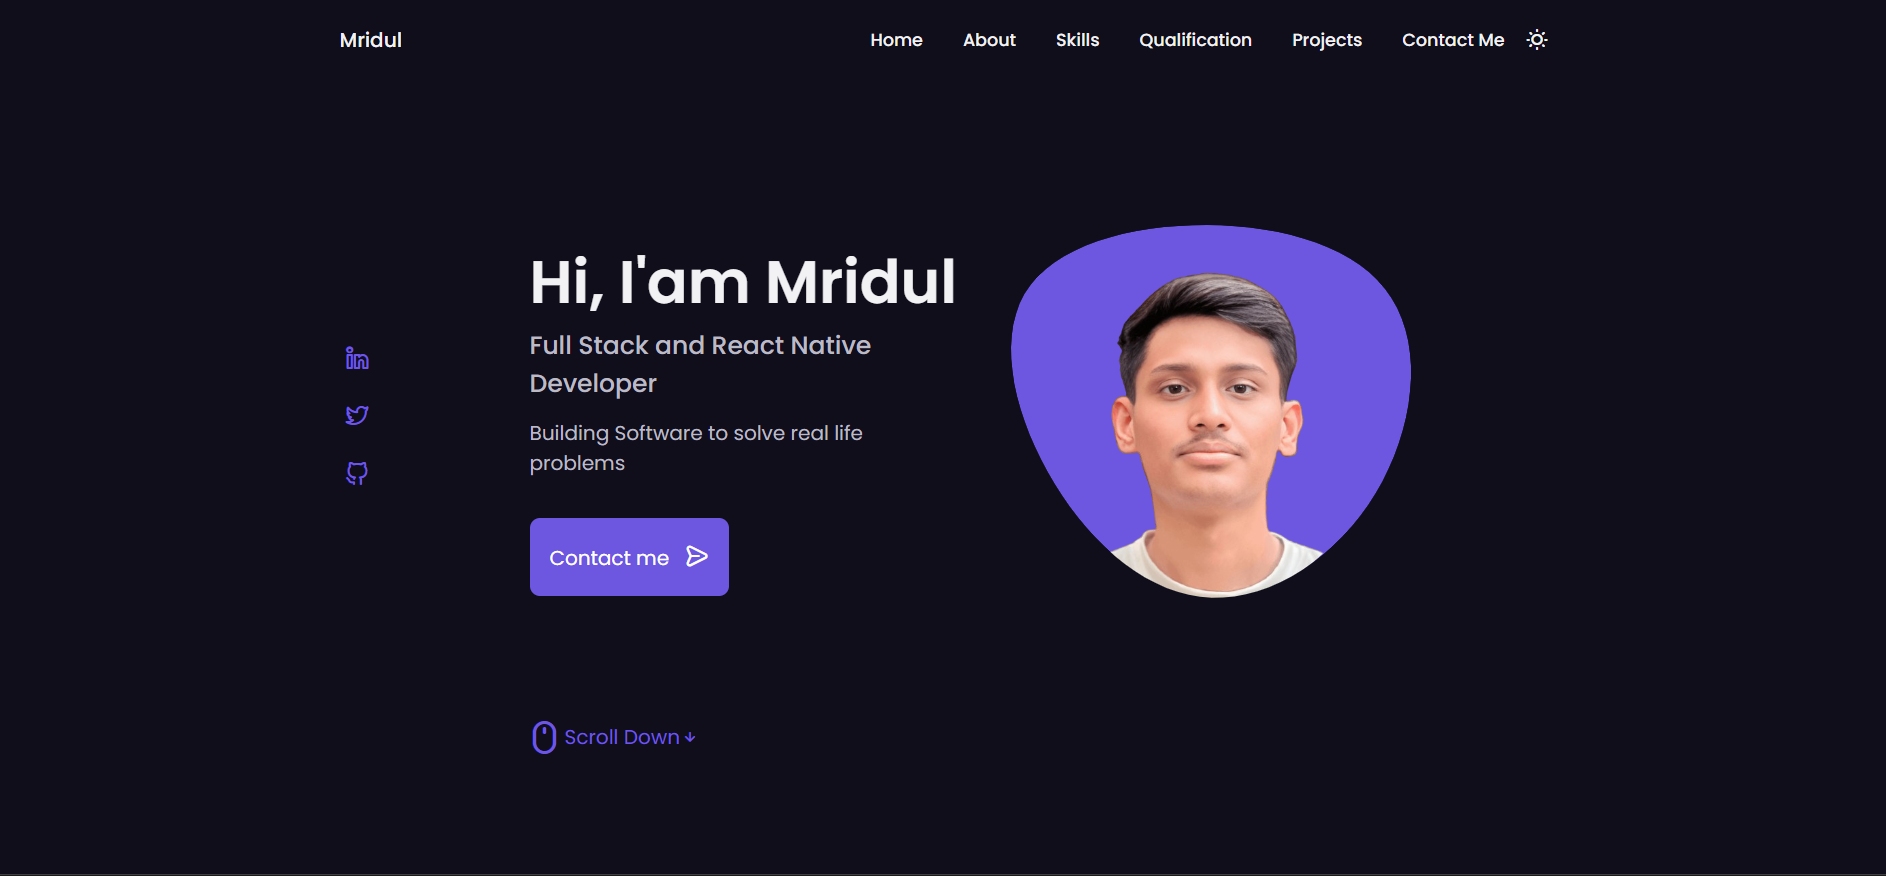 Mridul
Home About Skills Qualification Projects Contact Me
Hi, I'am Mridul
Full Stack and React Native
Developer
Building Software to solve real life
problems
Contact me
Scroll Down